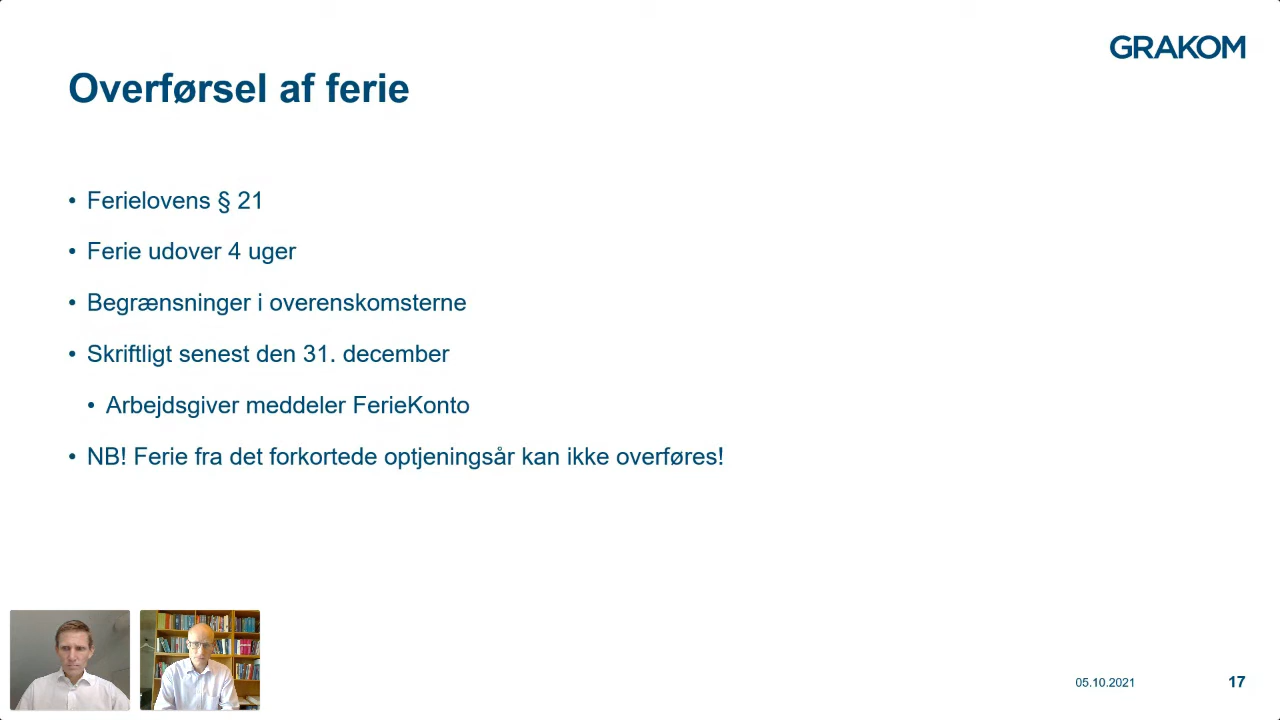 GRAKOM
Overførsel af ferie
• Ferielovens § 21
• Ferie udover 4 uger
• Begrænsninger i overenskomsterne
• Skriftligt senest den 31. december
• Arbejdsgiver meddeler FerieKonto
• NB! Ferie fra det forkortede optjeningsår kan ikke overføres!
05.10.2021
17